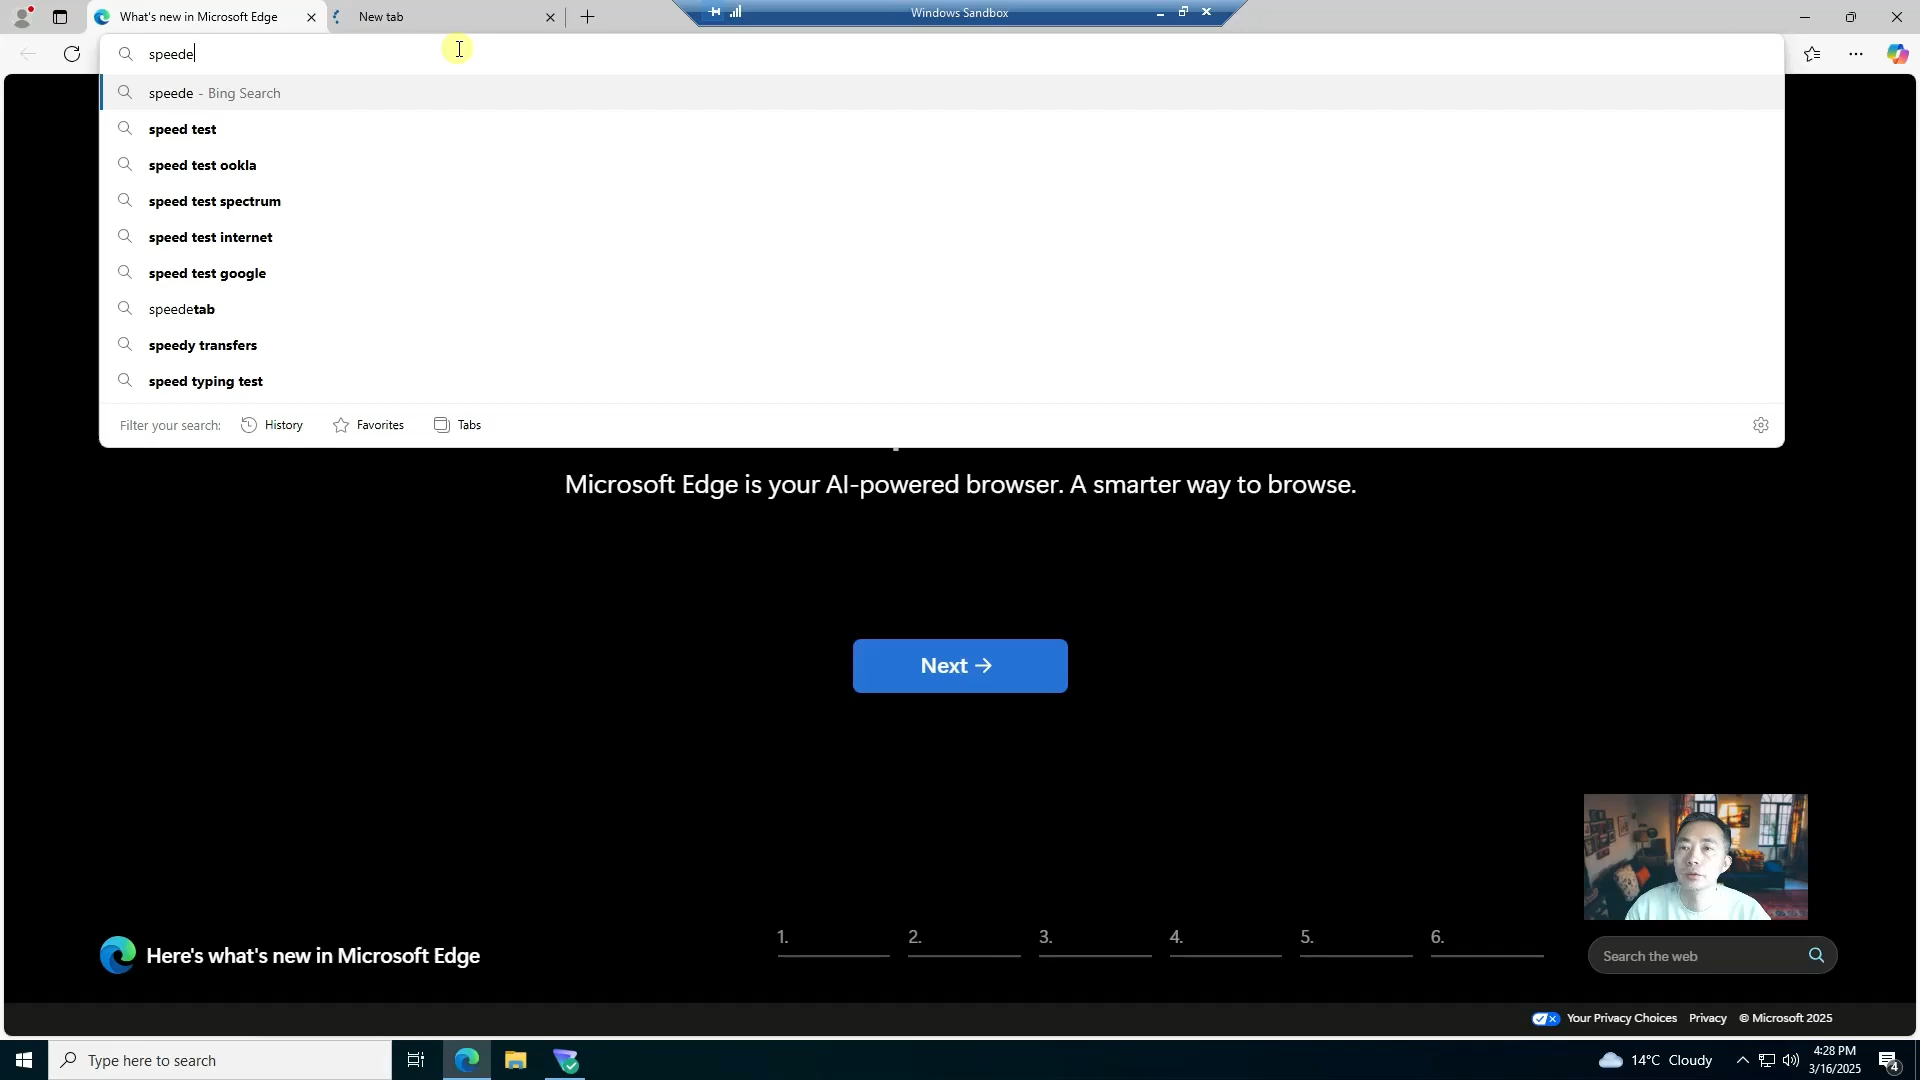 What's new in Microsoft Edge
New tab
Windows Sandbox
speede
speede - Bing Search
speed test
speed test ookla
speed test spectrum
speed test internet
speed test google
speedetab
speedy transfers
speed typing test
Filter your search:
History
Favorites
Tabs
Microsoft Edge is your AI-powered browser. A smarter way to browse.
Next →
Here's what's new in Microsoft Edge
1.
2.
3.
4.
5.
6.
Search the web
Your Privacy Choices
Privacy
© Microsoft 2025
Type here to search
14°C Cloudy
4:28 PM
3/16/2025
4